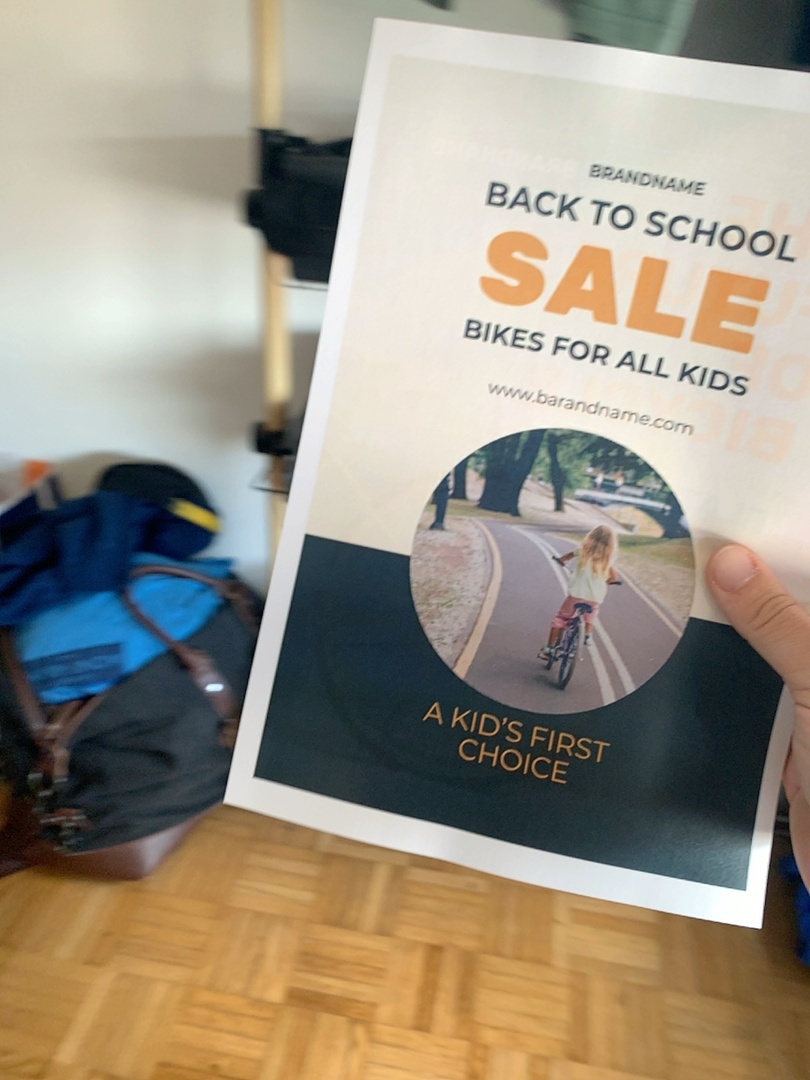 BRANDNAME
BACK TO SCHOOL
SALE
BIKES FOR ALL KIDS
www.barandname.com
A KID'S FIRST
CHOICE